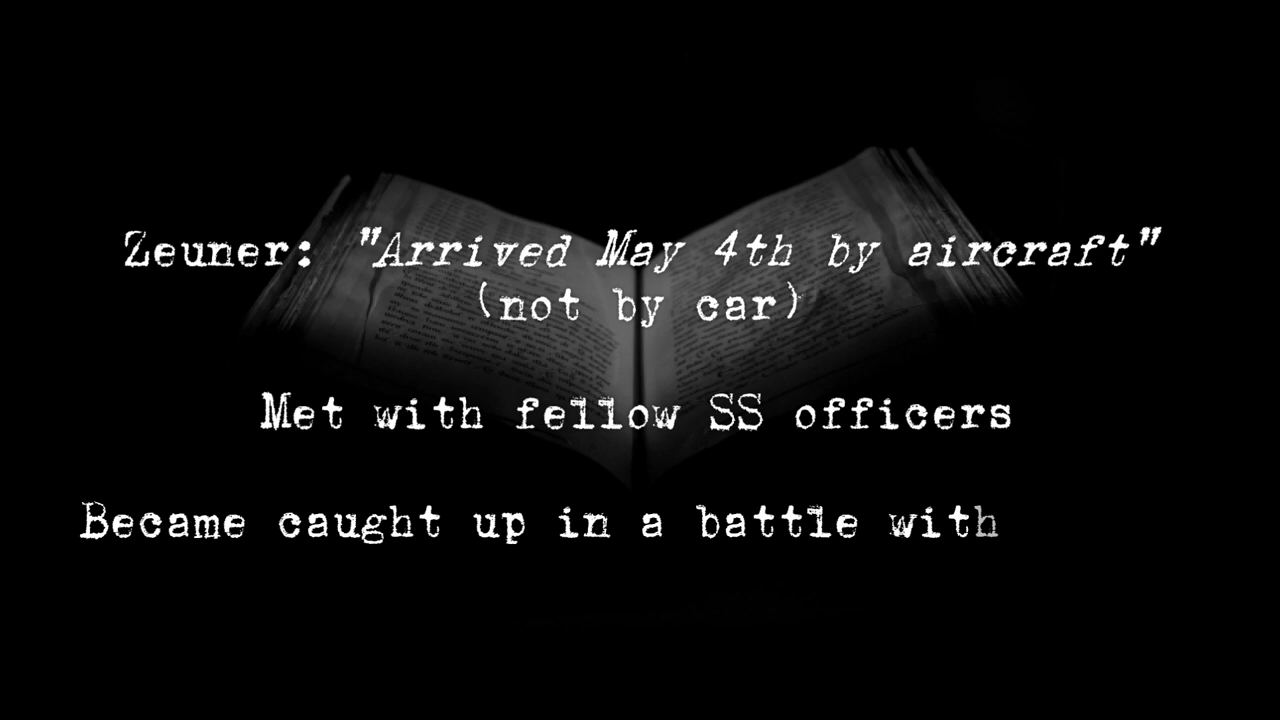 Zeuner: "Arrived May 4th by aircraft"
(not by car)
Met with fellow SS officers
Became caught up in a battle with